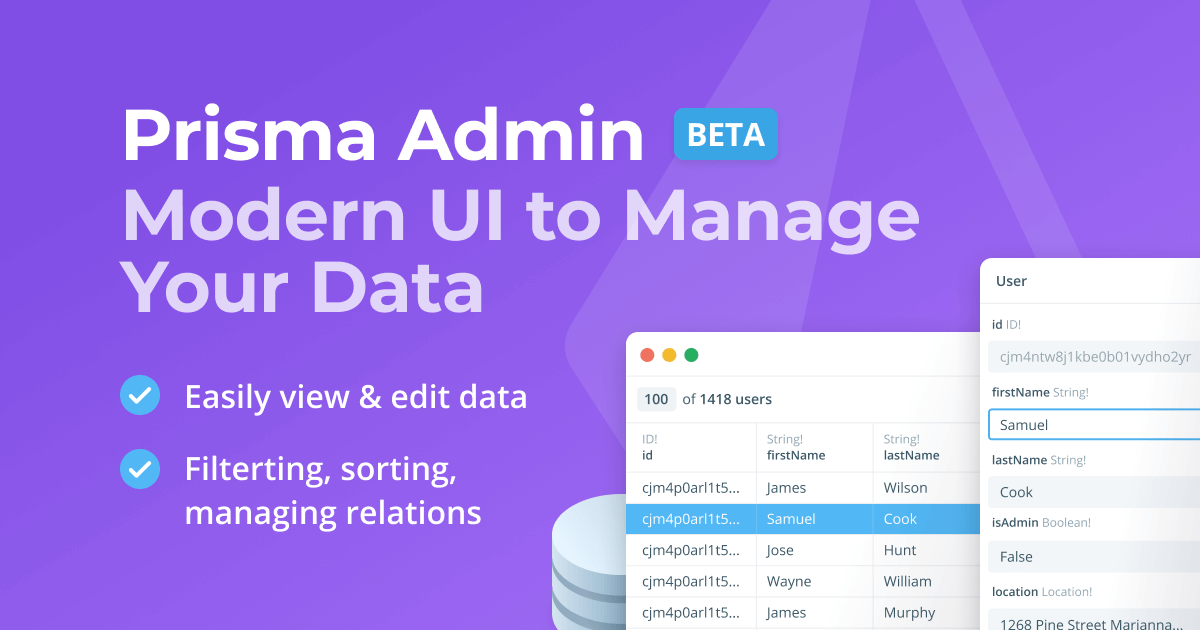 Prisma Admin BETA
Modern UI to Manage
Your Data
Easily view & edit data
Filterting, sorting,
managing relations
100 of 1418 users
ID! String! String!
id firstName lastName
cjm4p0arl1t5... James Wilson
cjm4p0arl1t5... Samuel Cook
cjm4p0arl1t5... Jose Hunt
cjm4p0arl1t5... Wayne William
cjm4p0arl1t5... James Murphy
User
id ID!
cjm4ntw8j1kbe0b01vydho2yr
firstName String!
Samuel
lastName String!
Cook
isAdmin Boolean!
False
location Location!
1268 Pine Street Marianna...